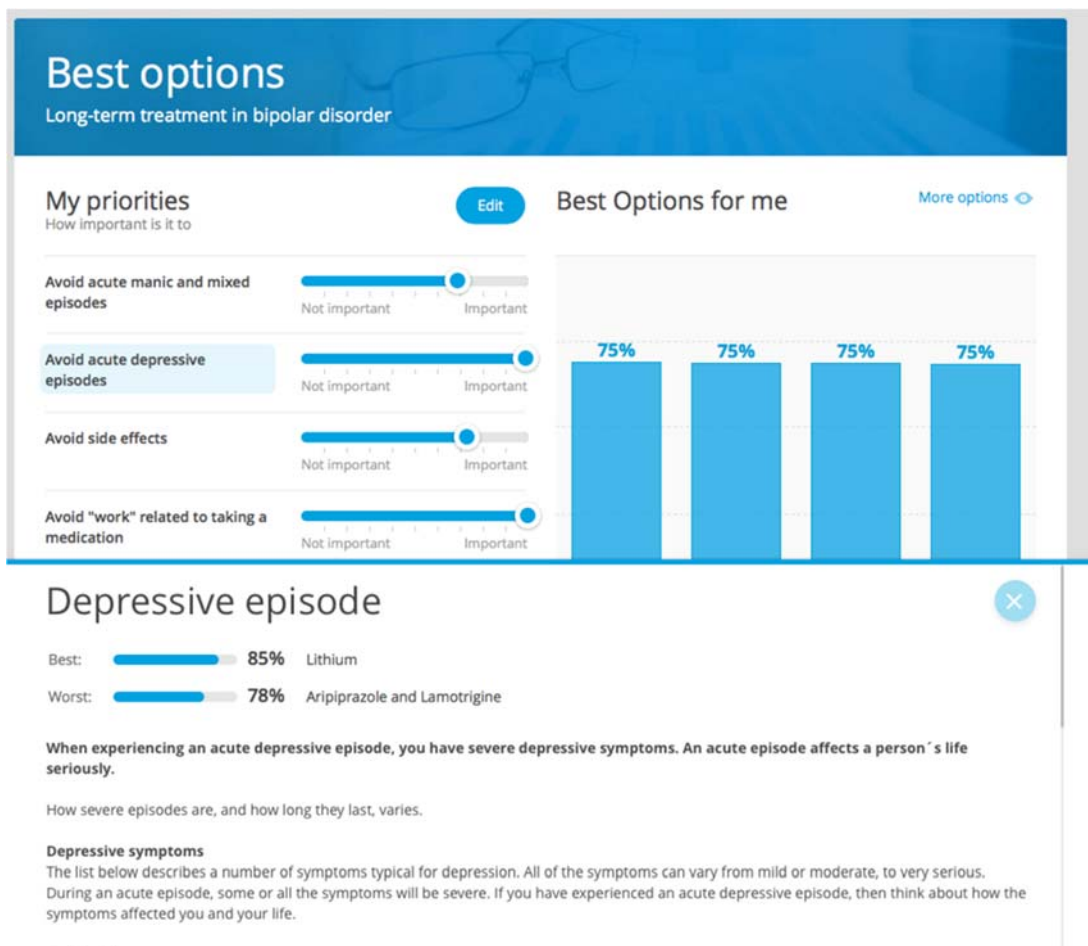 Best options
Long-term treatment in bipolar disorder
My priorities
How important is it to
Edit
Best Options for me
More options
Avoid acute manic and mixed
episodes
Not important
Important
Avoid acute depressive
episodes
Not important
Important
Avoid side effects
Not important
Important
Avoid "work" related to taking a
medication
Not important
Important
75%
75%
75%
75%
Depressive episode
Best: 85% Lithium
Worst: 78% Aripiprazole and Lamotrigine
When experiencing an acute depressive episode, you have severe depressive symptoms. An acute episode affects a person´s life
seriously.
How severe episodes are, and how long they last, varies.
Depressive symptoms
The list below describes a number of symptoms typical for depression. All of the symptoms can vary from mild or moderate, to very serious.
During an acute episode, some or all the symptoms will be severe. If you have experienced an acute depressive episode, then think about how the
symptoms affected you and your life.